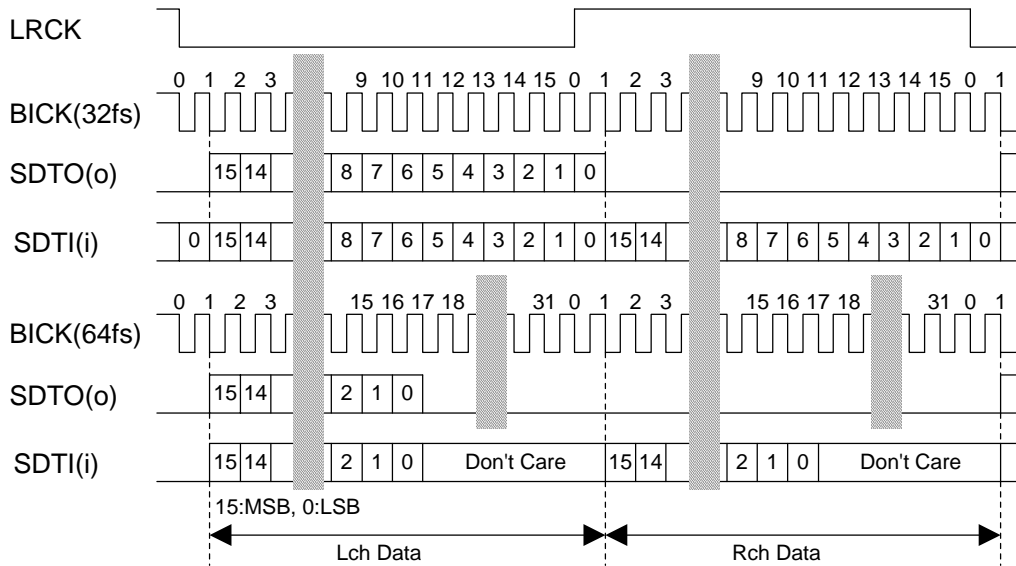 LRCK
0 1 2 3 9 10 11 12 13 14 15 0 1 2 3 9 10 11 12 13 14 15 0 1
BICK(32fs)
SDTO(o) 15 14 8 7 6 5 4 3 2 1 0
SDTI(i) 0 15 14 8 7 6 5 4 3 2 1 0 15 14 8 7 6 5 4 3 2 1 0
0 1 2 3 15 16 17 18 31 0 1 2 3 15 16 17 18 31 0 1
BICK(64fs)
SDTO(o) 15 14 2 1 0
SDTI(i) 15 14 2 1 0 Don't Care 15 14 2 1 0 Don't Care
15:MSB, 0:LSB
Lch Data Rch Data